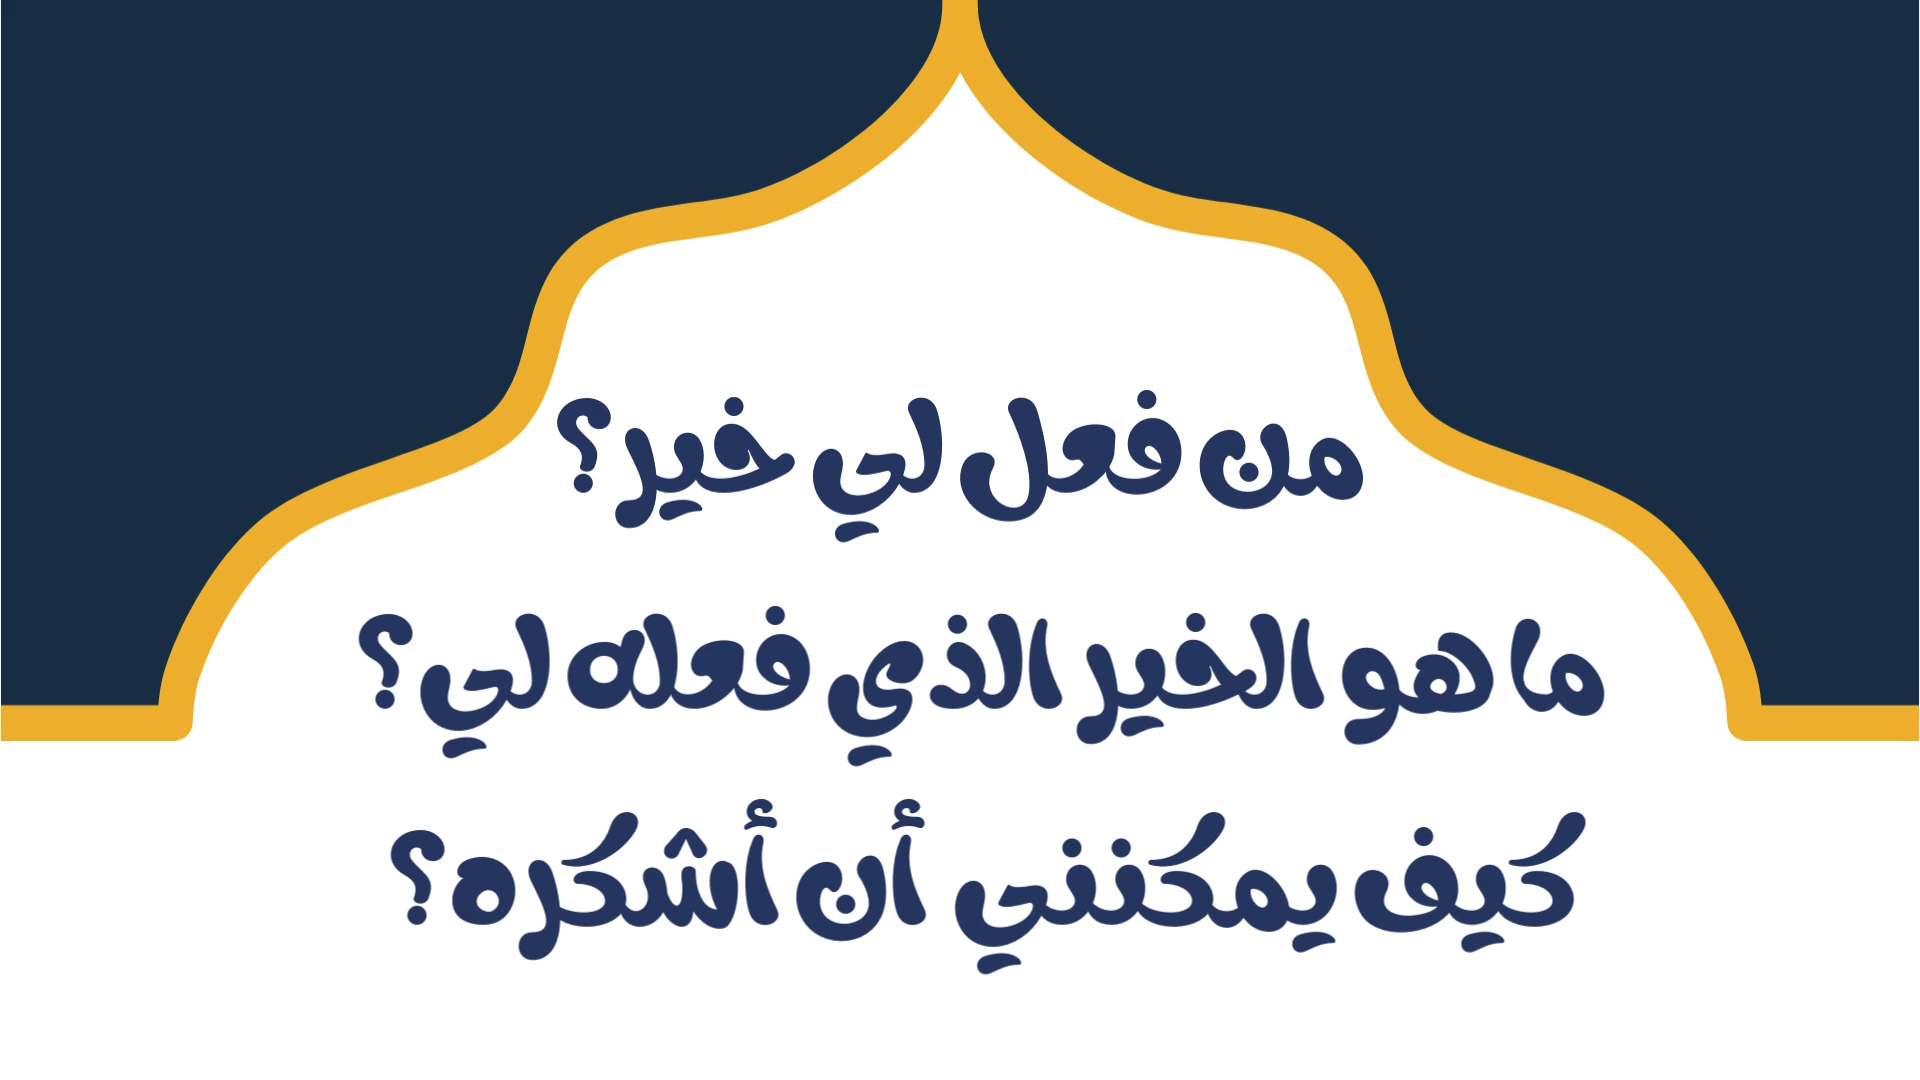 من فعل لي خير؟
ما هو الخير الذي فعله لي؟
كيف يمكنني أن أشكره؟